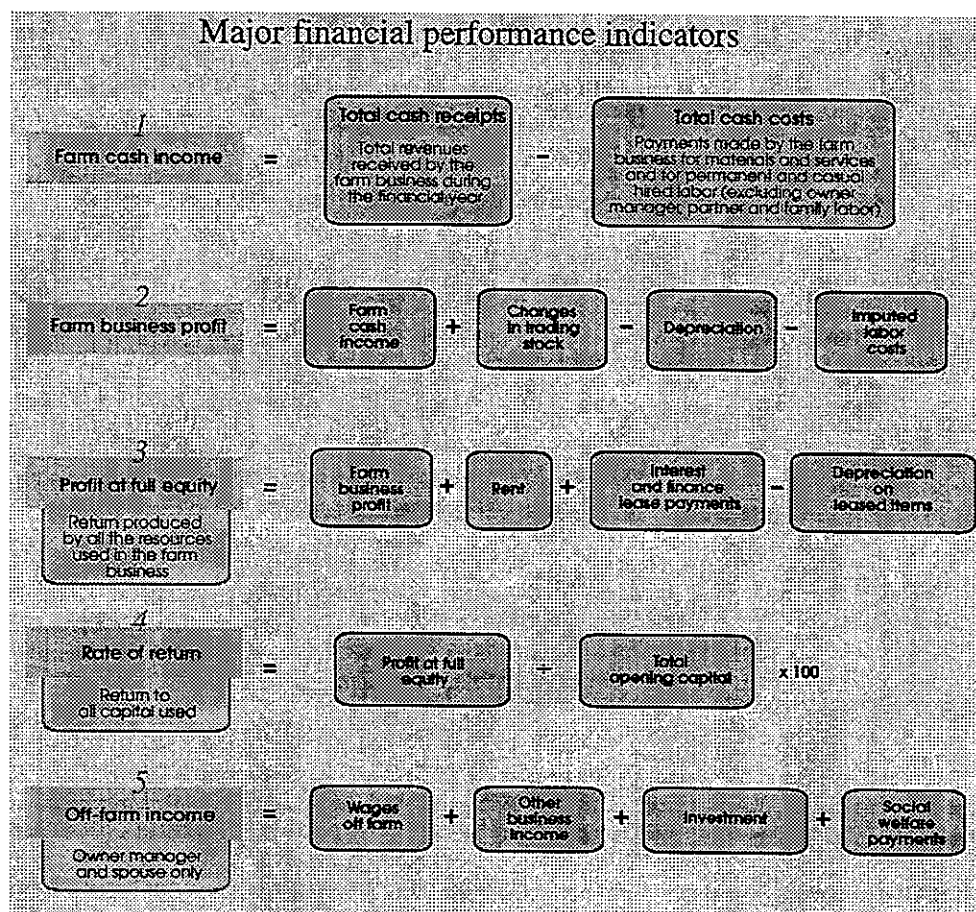 Major financial performance indicators
1
Farm cash income
=
Total cash receipts
Total revenues
received by the
farm business during
the financial year
−
Total cash costs
Payments made by the farm
business for materials and services
and for permanent and casual
hired labor (excluding owner
manager, partner and family labor)
2
Farm business profit
=
Farm
cash
income
+
Changes
in trading
stock
−
Depreciation
−
Imputed
labor
costs
3
Profit at full equity
Return produced
by all the resources
used in the farm
business
=
Farm
business
profit
+
Rent
+
Interest
and finance
lease payments
−
Depreciation
on
leased items
4
Rate of return
Return to
all capital used
=
Profit at full
equity
÷
Total
opening capital
x 100
5
Off-farm income
Owner manager
and spouse only
=
Wages
off farm
+
Other
business
income
+
Investment
+
Social
welfare
payments